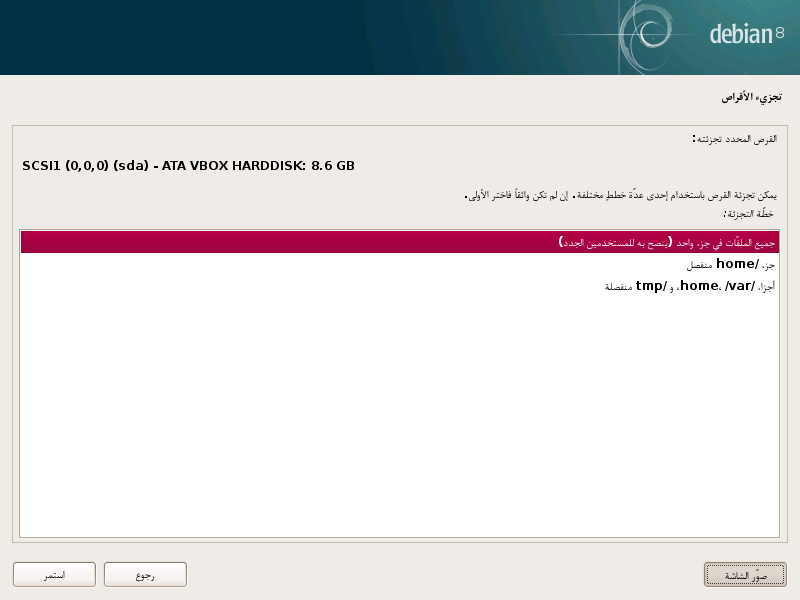 debian 8
تجزيء الأقراص
القرص المحدد تجزئته:
SCSI1 (0,0,0) (sda) - ATA VBOX HARDDISK: 8.6 GB
يمكن تجزئة القرص باستخدام إحدى عدّة خططٍ مختلفة. إن لم تكن واثقاً فاختر الأولى.
خطّة التجزئة:
جميع الملفّات في جزء واحد (ينصح به للمستخدمين الجدد)
جزء /home منفصل
أجزاء /home، /var، و /tmp منفصلة
استمر
رجوع
صوّر الشاشة